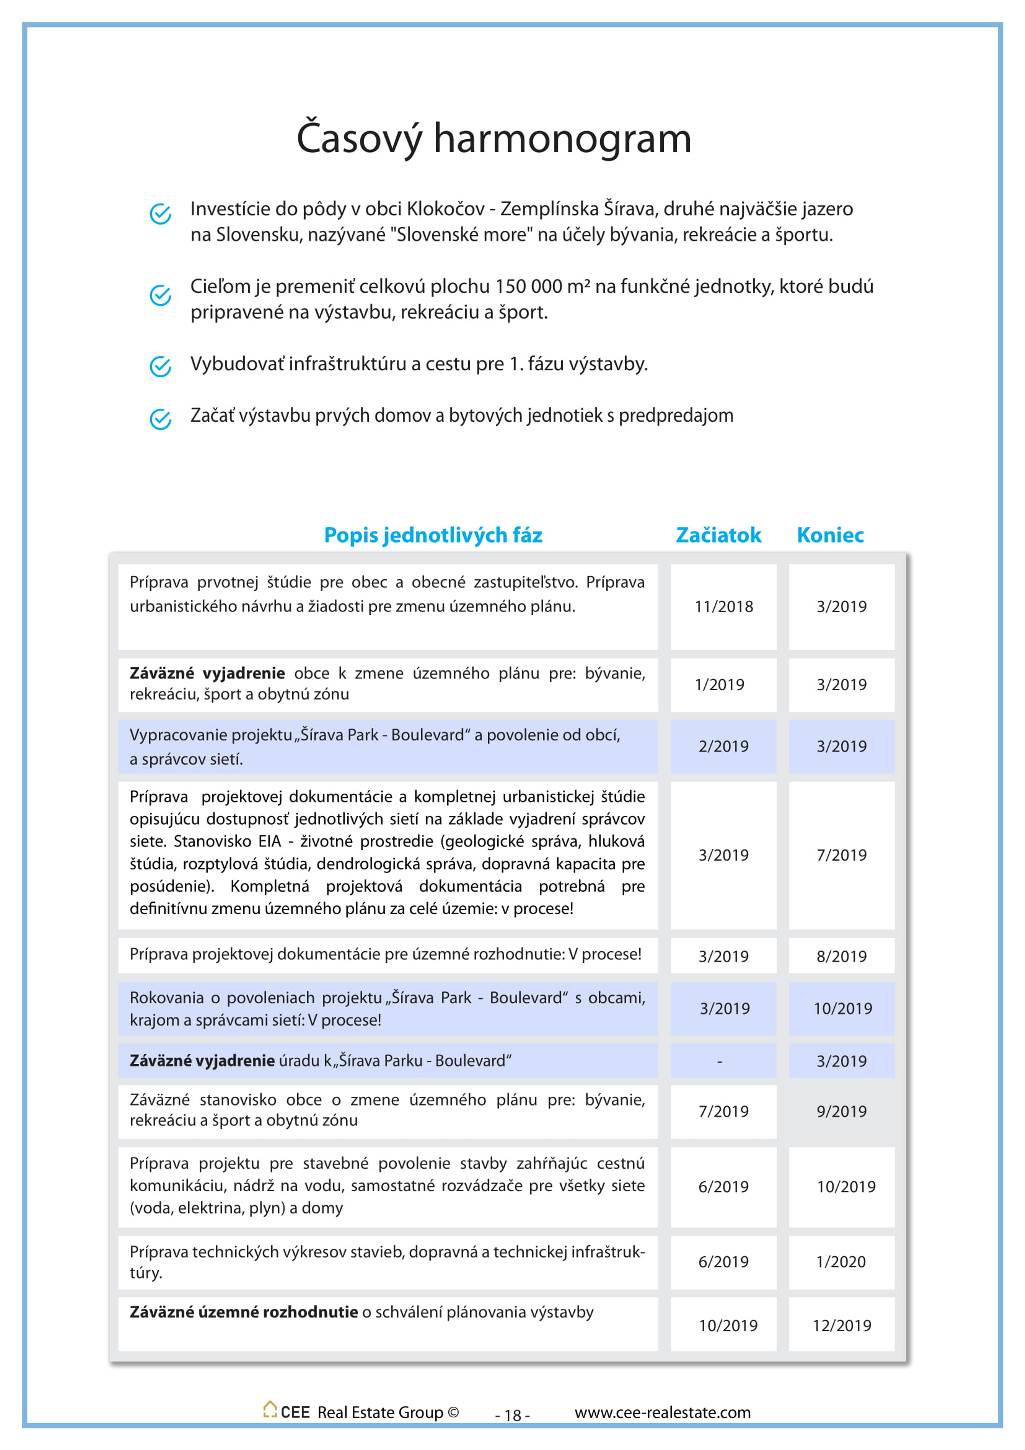 Časový harmonogram
Investície do pôdy v obci Klokočov - Zemplínska Šírava, druhé najväčšie jazero
na Slovensku, nazývané "Slovenské more" na účely bývania, rekreácie a športu.
Cieľom je premeniť celkovú plochu 150 000 m² na funkčné jednotky, ktoré budú
pripravené na výstavbu, rekreáciu a šport.
Vybudovať infraštruktúru a cestu pre 1. fázu výstavby.
Začať výstavbu prvých domov a bytových jednotiek s predpredajom
Popis jednotlivých fáz Začiatok Koniec
Príprava prvotnej štúdie pre obec a obecné zastupiteľstvo. Príprava
urbanistického návrhu a žiadosti pre zmenu územného plánu.
11/2018 3/2019
Záväzné vyjadrenie obce k zmene územného plánu pre: bývanie,
rekreáciu, šport a obytnú zónu
1/2019 3/2019
Vypracovanie projektu „Šírava Park - Boulevard“ a povolenie od obcí,
a správcov sietí.
2/2019 3/2019
Príprava projektovej dokumentácie a kompletnej urbanistickej štúdie
opisujúcu dostupnosť jednotlivých sietí na základe vyjadrení správcov
siete. Stanovisko EIA - životné prostredie (geologické správa, hluková
štúdia, rozptylová štúdia, dendrologická správa, dopravná kapacita pre
posúdenie). Kompletná projektová dokumentácia potrebná pre
definitívnu zmenu územného plánu za celé územie: v procese!
3/2019 7/2019
Príprava projektovej dokumentácie pre územné rozhodnutie: V procese!
3/2019 8/2019
Rokovania o povoleniach projektu „Šírava Park - Boulevard“ s obcami,
krajom a správcami sietí: V procese!
3/2019 10/2019
Záväzné vyjadrenie úradu k „Šírava Parku - Boulevard“
- 3/2019
Záväzné stanovisko obce o zmene územného plánu pre: bývanie,
rekreáciu a šport a obytnú zónu
7/2019 9/2019
Príprava projektu pre stavebné povolenie stavby zahŕňajúc cestnú
komunikáciu, nádrž na vodu, samostatné rozvádzače pre všetky siete
(voda, elektrina, plyn) a domy
6/2019 10/2019
Príprava technických výkresov stavieb, dopravná a technickej infraštruk-
túry.
6/2019 1/2020
Záväzné územné rozhodnutie o schválení plánovania výstavby
10/2019 12/2019
CEE Real Estate Group © - 18 - www.cee-realestate.com